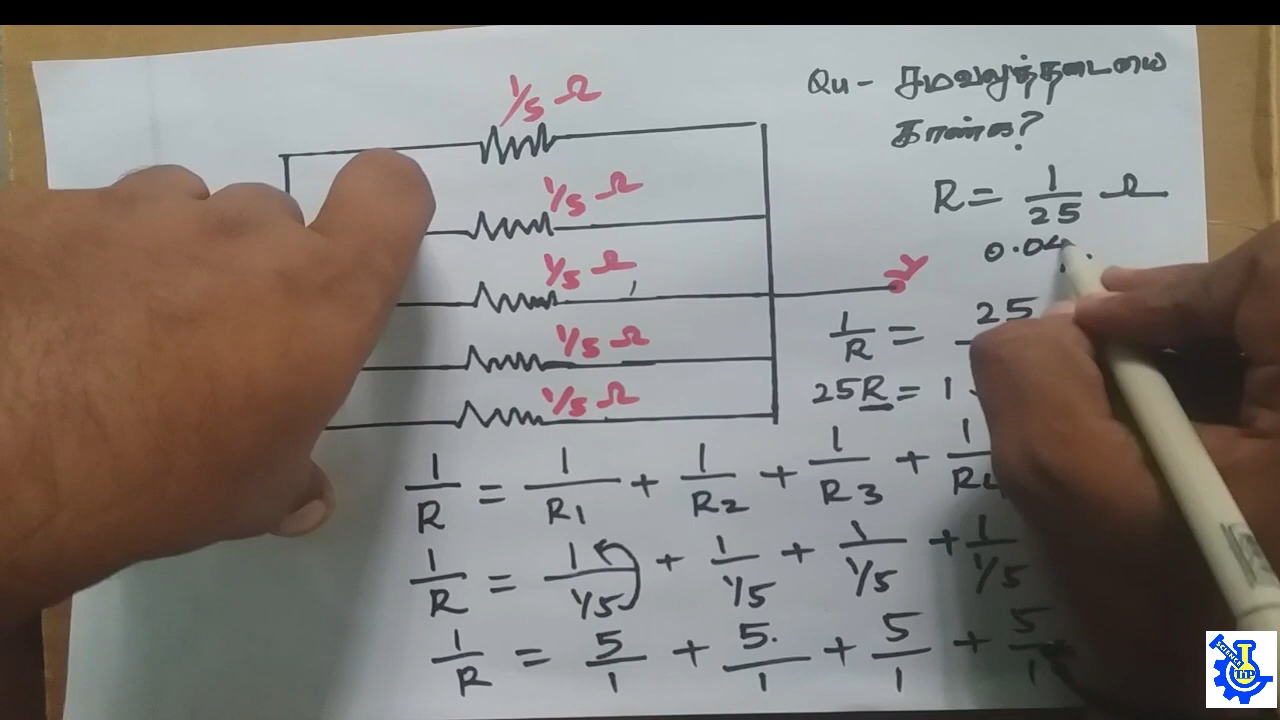 Qu - சமவலுத்தடையை
காண்க?
1/5 Ω
1/5 Ω
1/5 Ω
1/5 Ω
1/5 Ω
y
R = 1/25 Ω
0.04
1/R = 25
25R = 1
1/R = 1/R1 + 1/R2 + 1/R3 + 1/R4
1/R = 1/1/5 + 1/1/5 + 1/1/5 + 1/1/5
1/R = 5/1 + 5/1 + 5/1 + 5/1